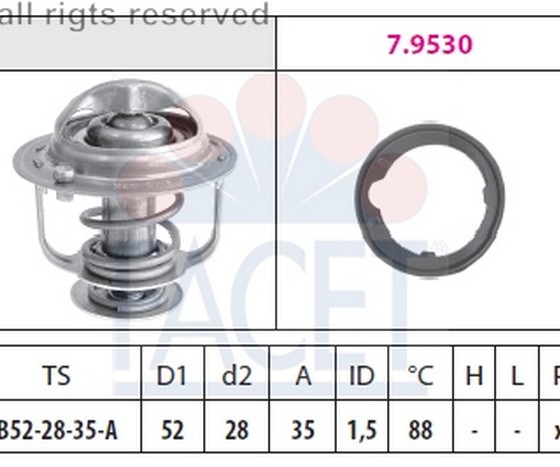 all rigts reserved
7.9530
FACET
®
TS D1 d2 A ID °C H L
B52-28-35-A 52 28 35 1,5 88 - -